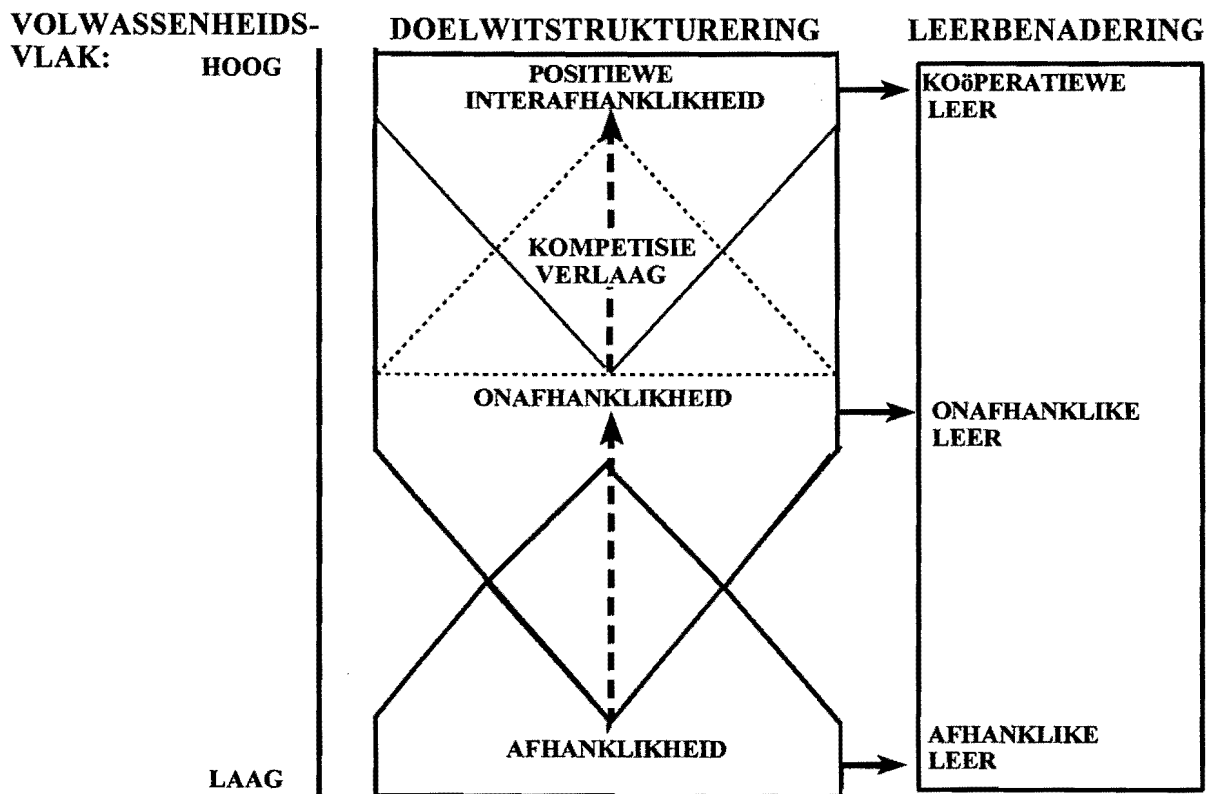 VOLWASSENHEIDS-
VLAK:
HOOG
DOELWITSTRUKTURERING
LEERBENADERING
POSITIEWE
INTERAFHANKLIKHEID
KOöPERATIEWE
LEER
KOMPETISIE
VERLAAG
ONAFHANKLIKHEID
ONAFHANKLIKE
LEER
AFHANKLIKHEID
AFHANKLIKE
LEER
LAAG